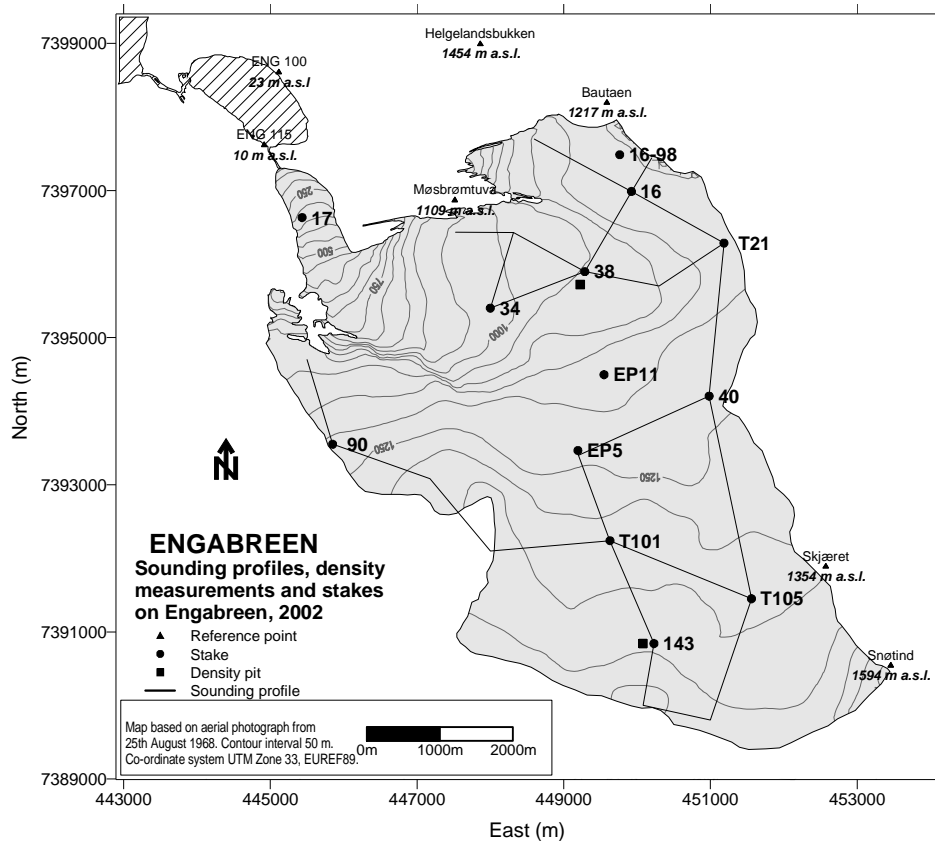 7399000
7397000
7395000
7393000
7391000
7389000
North (m)
443000
445000
447000
449000
451000
453000
East (m)
Helgelandsbukken
1454 m a.s.l.
ENG 100
23 m a.s.l
Bautaen
1217 m a.s.l.
ENG 115
10 m a.s.l.
16-98
250
Møsbrømtuva
1109 m a.s.l.
16
17
T21
500
38
750
34
1000
EP11
40
90
1250
EP5
1250
T101
N
Skjæret
1354 m a.s.l.
T105
143
Snøtind
1594 m a.s.l.
ENGABREEN
Sounding profiles, density
measurements and stakes
on Engabreen, 2002
Reference point
Stake
Density pit
Sounding profile
Map based on aerial photograph from
25th August 1968. Contour interval 50 m.
Co-ordinate system UTM Zone 33, EUREF89.
0m
1000m
2000m